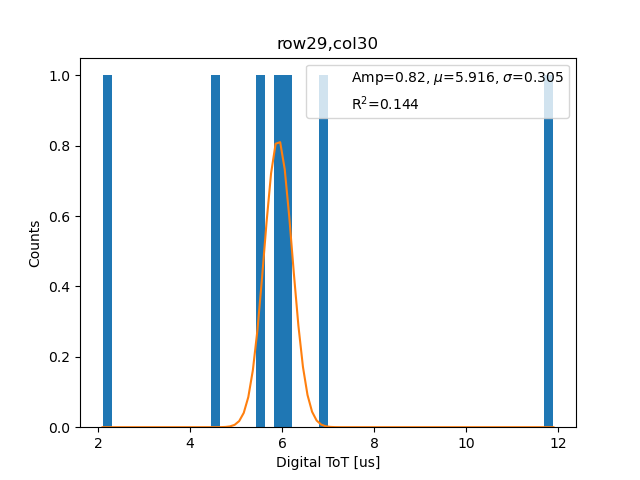 row29,col30
Amp=0.82, μ=5.916, σ=0.305
R²=0.144
Counts
1.0
0.8
0.6
0.4
0.2
0.0
2
4
6
8
10
12
Digital ToT [us]